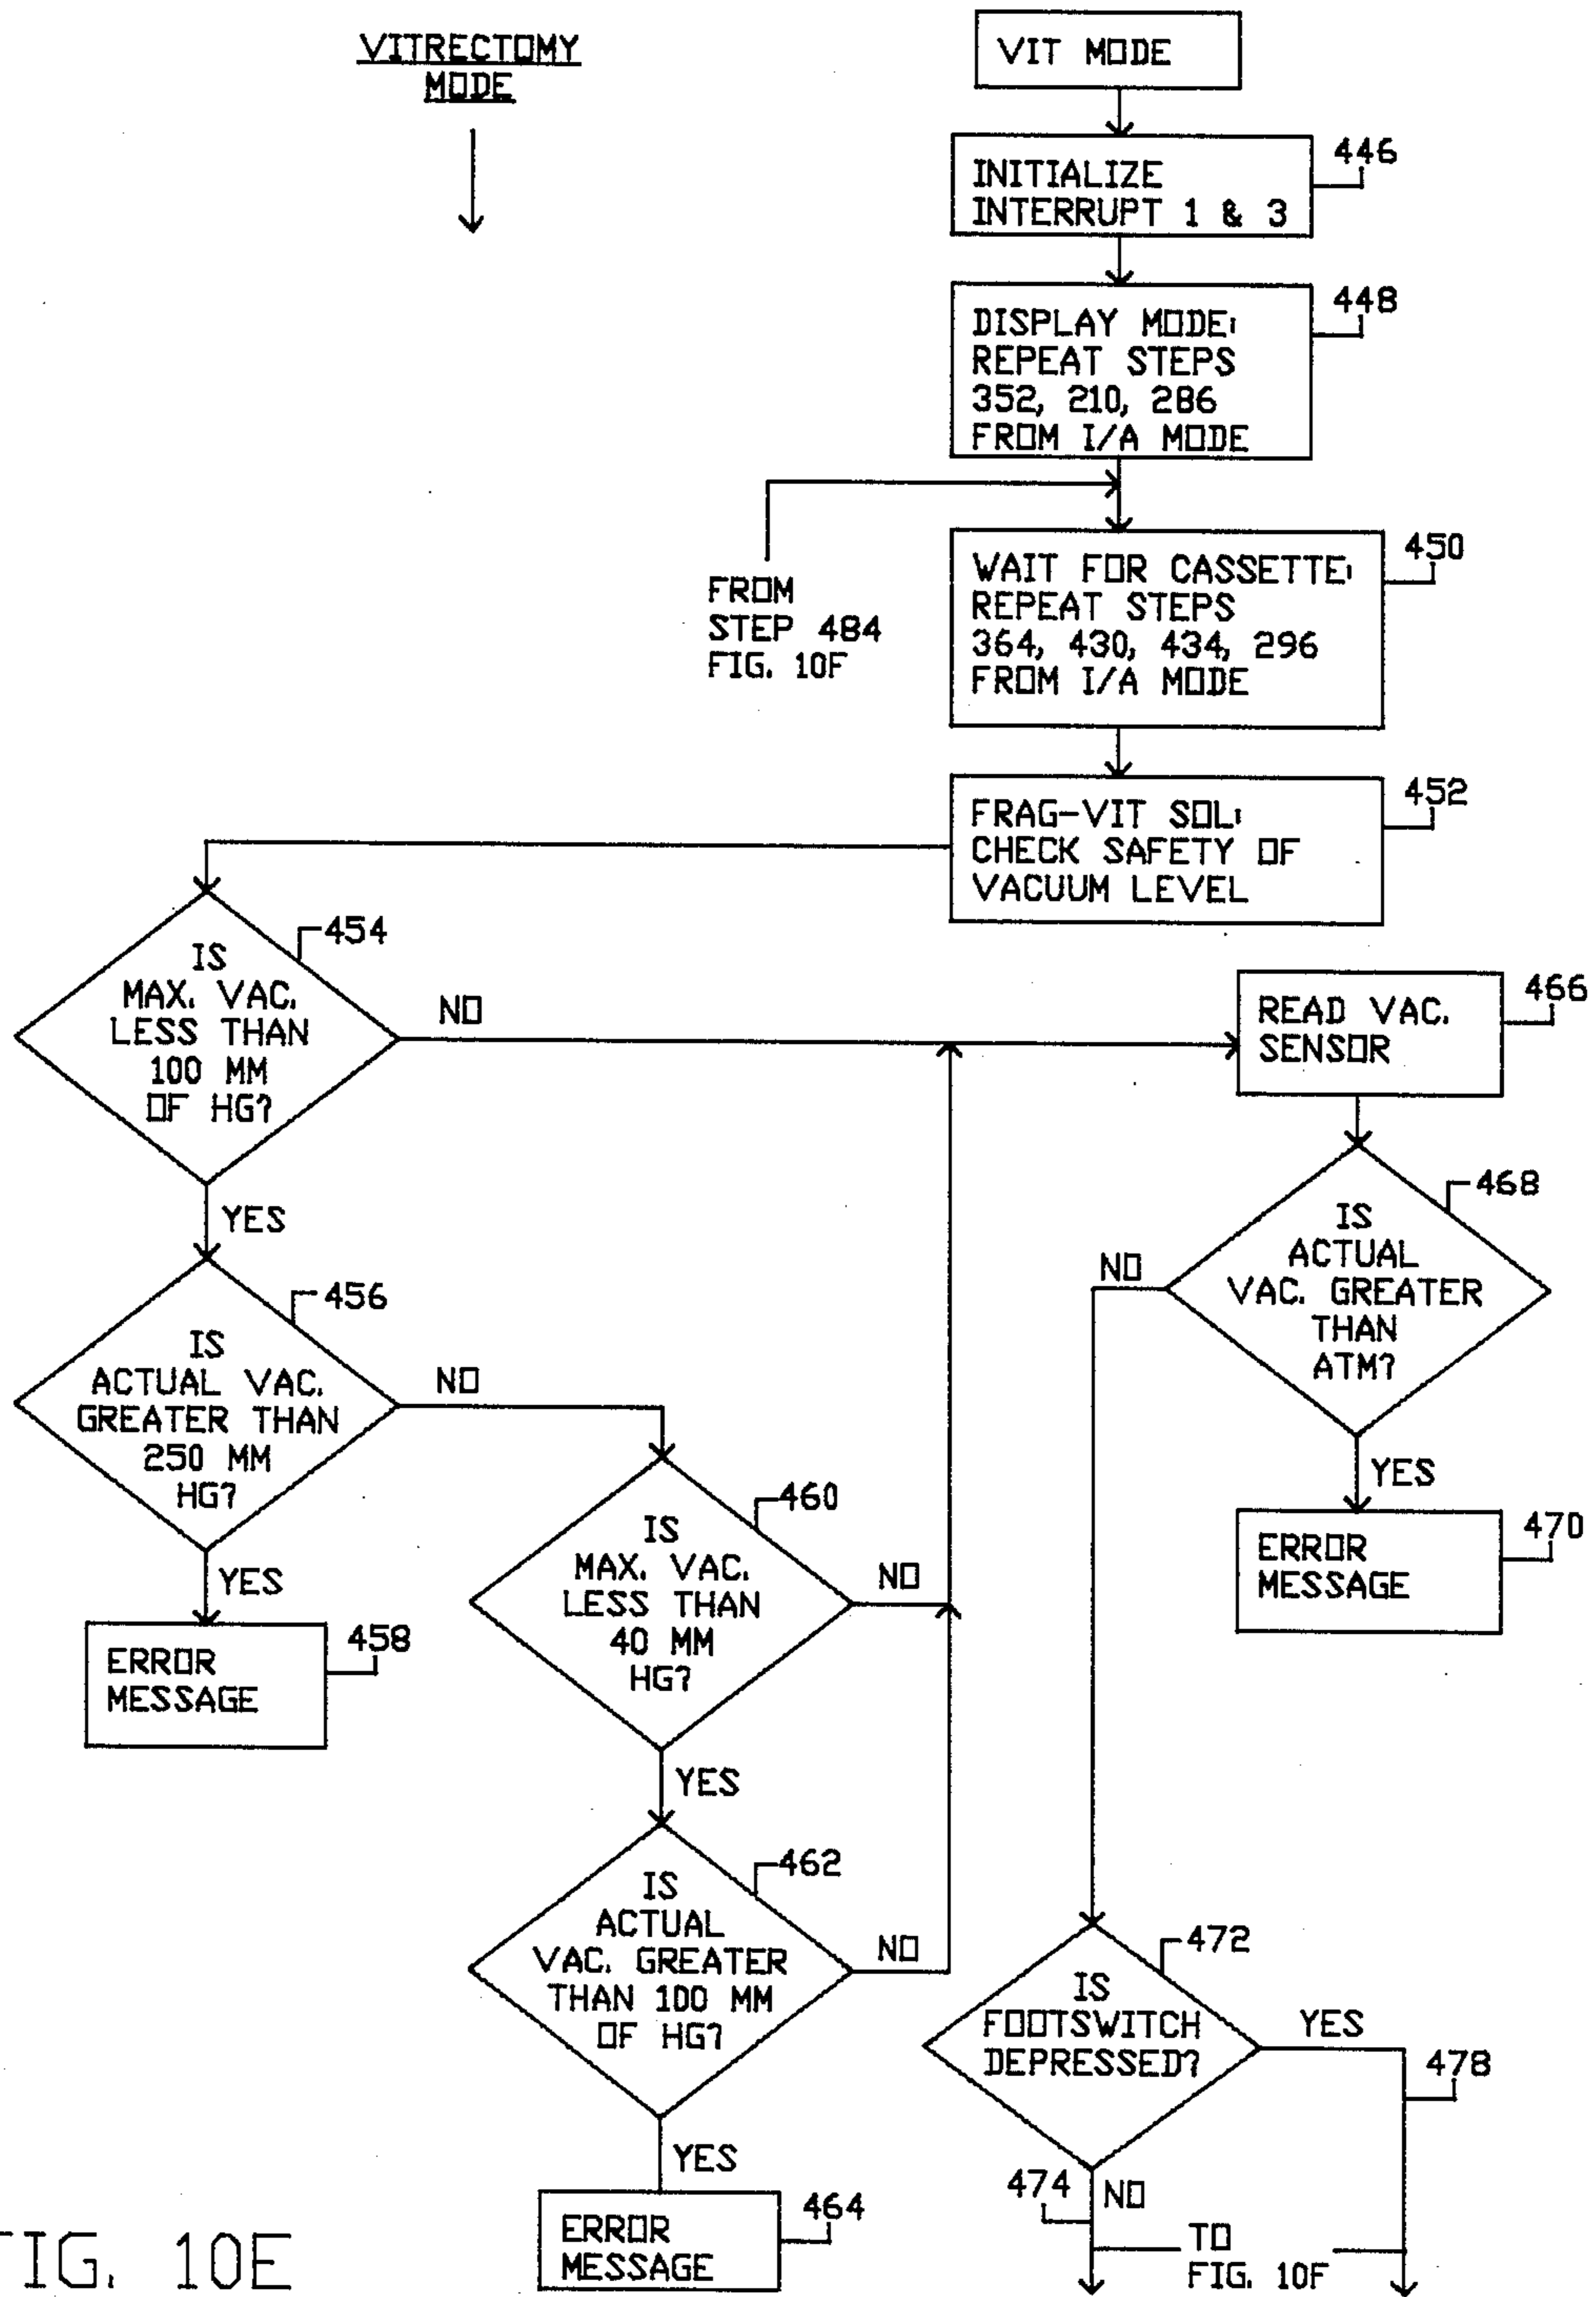 VITRECTOMY
MODE
VIT MODE
446
INITIALIZE
INTERRUPT 1 & 3
448
DISPLAY MODE:
REPEAT STEPS
352, 210, 286
FROM I/A MODE
FROM
STEP 484
FIG. 10F
450
WAIT FOR CASSETTE:
REPEAT STEPS
364, 430, 434, 296
FROM I/A MODE
452
FRAG-VIT SOL:
CHECK SAFETY OF
VACUUM LEVEL
454
IS
MAX. VAC.
LESS THAN
100 MM
OF HG?
NO
YES
466
READ VAC.
SENSOR
468
IS
ACTUAL
VAC. GREATER
THAN
ATM?
NO
YES
470
ERROR
MESSAGE
456
IS
ACTUAL VAC.
GREATER THAN
250 MM
HG?
NO
YES
458
ERROR
MESSAGE
460
IS
MAX. VAC.
LESS THAN
40 MM
HG?
NO
YES
462
IS
ACTUAL
VAC. GREATER
THAN 100 MM
OF HG?
NO
YES
464
ERROR
MESSAGE
472
IS
FOOTSWITCH
DEPRESSED?
YES
478
474
NO
TO
FIG. 10F
FIG. 10E